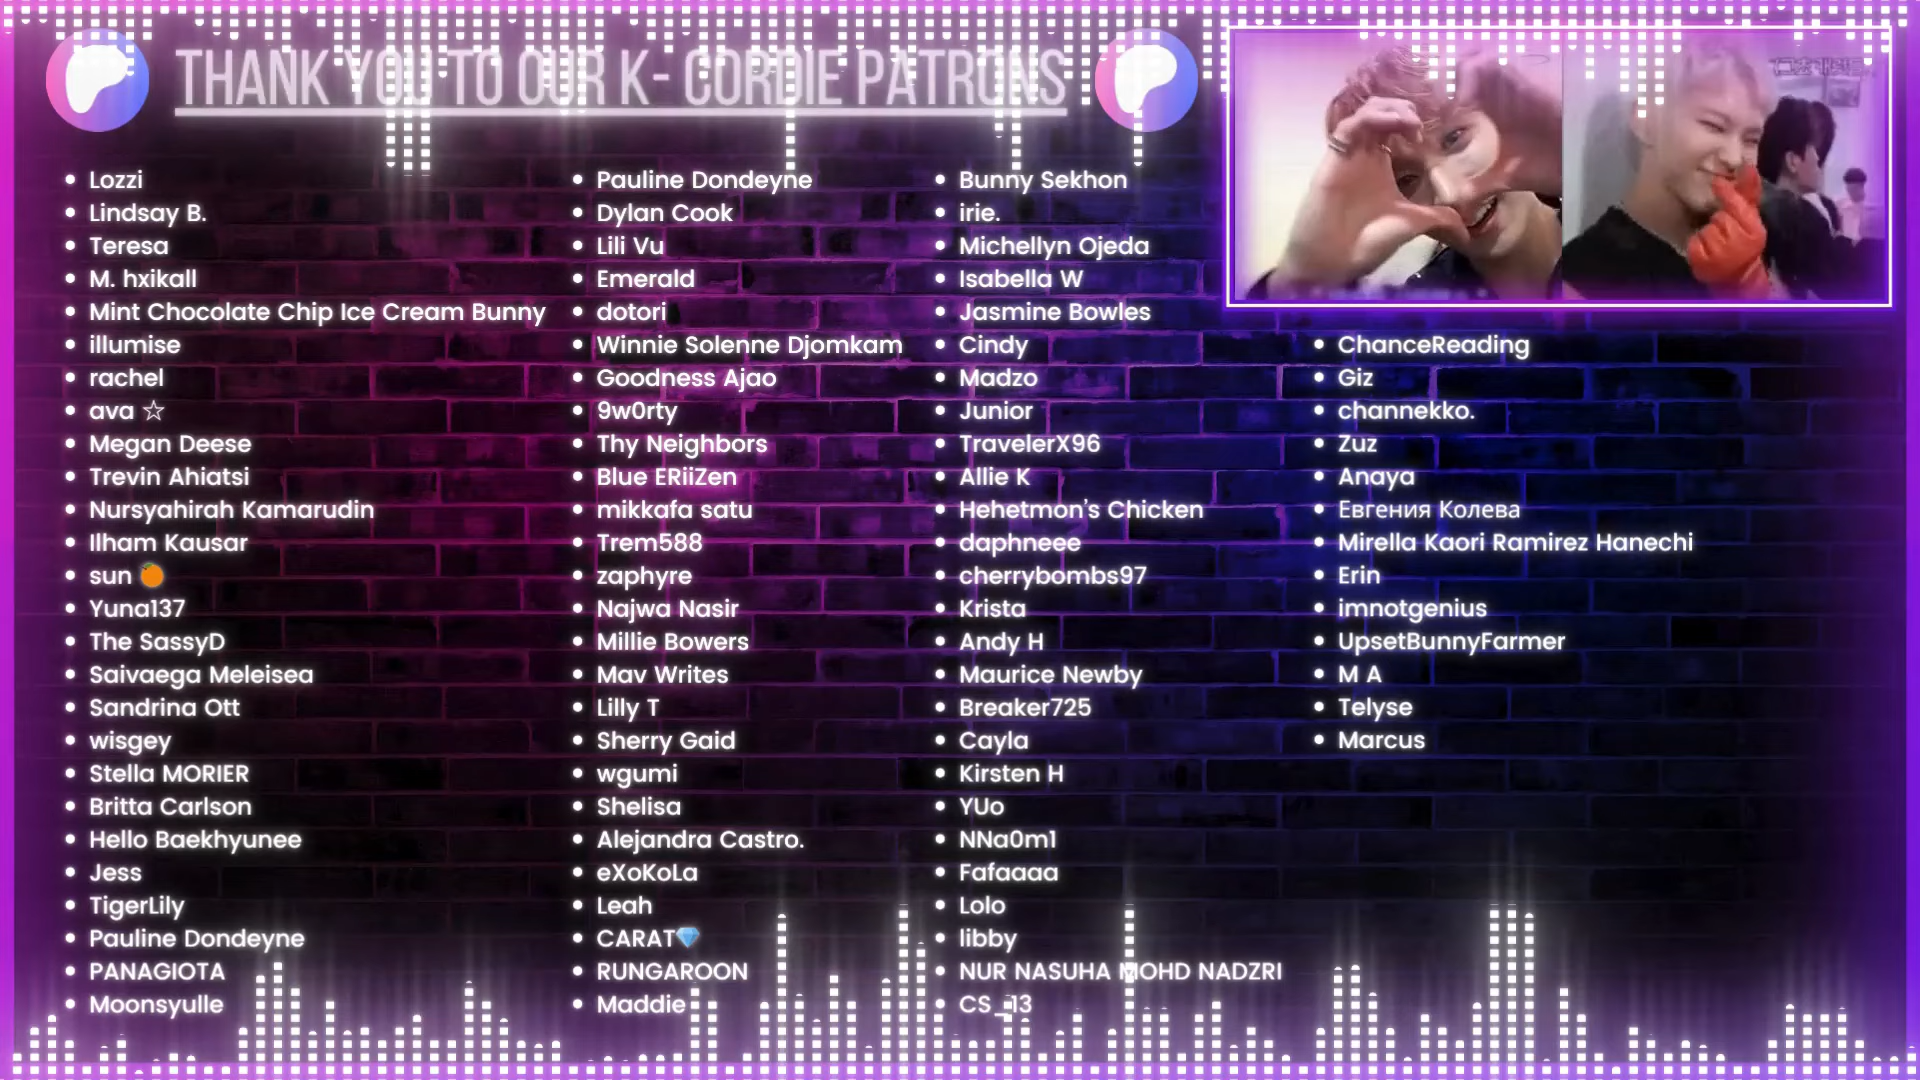 THANK YOU TO OUR K- CORDIE PATRONS
Lozzi
Lindsay B.
Teresa
M. hxikall
Mint Chocolate Chip Ice Cream Bunny
illumise
rachel
ava ☆
Megan Deese
Trevin Ahiatsi
Nursyahirah Kamarudin
Ilham Kausar
sun 🍊
Yuna137
The SassyD
Saivaega Meleisea
Sandrina Ott
wisgey
Stella MORIER
Britta Carlson
Hello Baekhyunee
Jess
TigerLily
Pauline Dondeyne
PANAGIOTA
Moonsyulle
Pauline Dondeyne
Dylan Cook
Lili Vu
Emerald
dotori
Winnie Solenne Djomkam
Goodness Ajao
9w0rty
Thy Neighbors
Blue ERiiZen
mikkafa satu
Trem588
zaphyre
Najwa Nasir
Millie Bowers
Mav Writes
Lilly T
Sherry Gaid
wgumi
Shelisa
Alejandra Castro.
eXoKoLa
Leah
CARAT💎
RUNGAROON
Maddie
Bunny Sekhon
irie.
Michellyn Ojeda
Isabella W
Jasmine Bowles
Cindy
Madzo
Junior
TravelerX96
Allie K
Hehetmon's Chicken
daphneee
cherrybombs97
Krista
Andy H
Maurice Newby
Breaker725
Cayla
Kirsten H
YUo
NNa0m1
Fafaaaa
Lolo
libby
NUR NASUHA MOHD NADZRI
CS_13
ChanceReading
Giz
channekko.
Zuz
Anaya
Евгения Колева
Mirella Kaori Ramirez Hanechi
Erin
imnotgenius
UpsetBunnyFarmer
M A
Telyse
Marcus